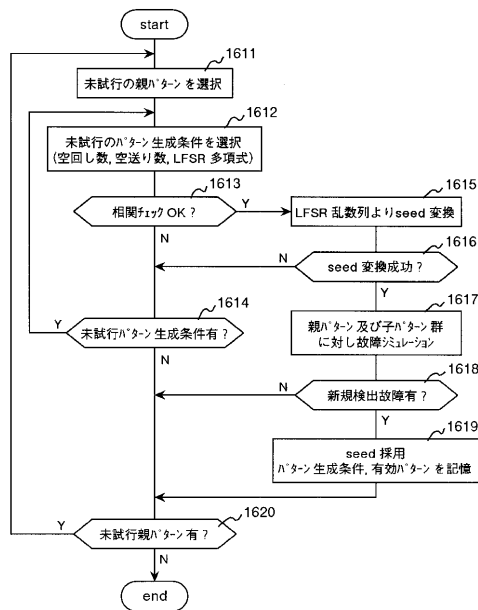 start
1611
未試行の親パターンを選択
1612
未試行のパターン生成条件を選択
(空回し数, 空送り数, LFSR 多項式)
1613
相関チェックOK ?
Y
N
1615
LFSR 乱数列よりseed 変換
1616
seed 変換成功 ?
N
Y
1614
未試行パターン生成条件有 ?
Y
N
1617
親パターン及び子パターン群
に対し故障シミュレーション
1618
新規検出故障有 ?
N
Y
1619
seed 採用
パターン生成条件, 有効パターンを記憶
1620
未試行親パターン有 ?
Y
N
end